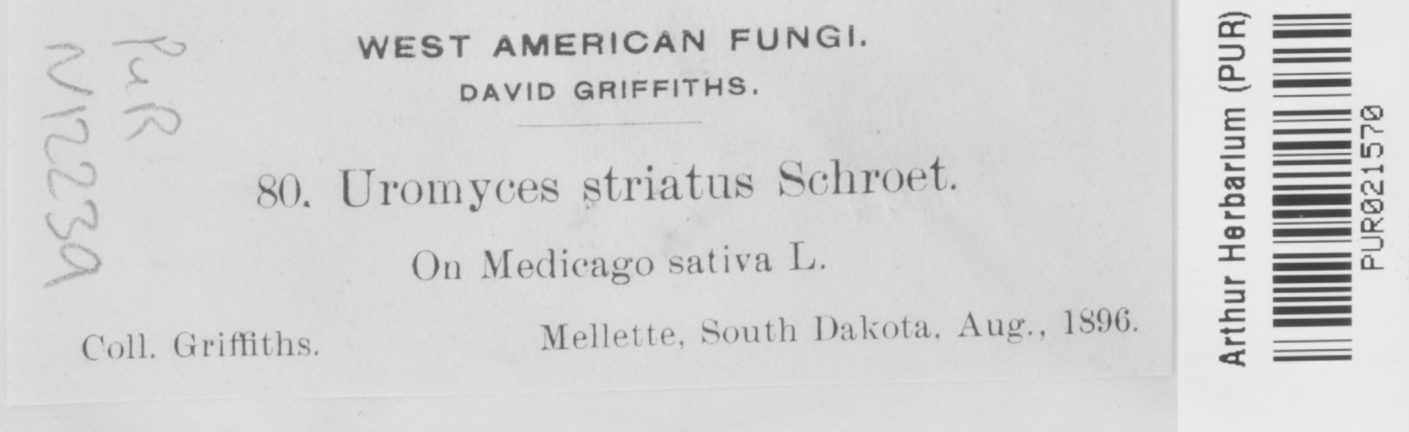 WEST AMERICAN FUNGI.
DAVID GRIFFITHS.
80. Uromyces striatus Schroet.
On Medicago sativa L.
Coll. Griffiths. Mellette, South Dakota. Aug., 1896.
PUR
N1223a
Arthur Herbarium (PUR)
PUR021570